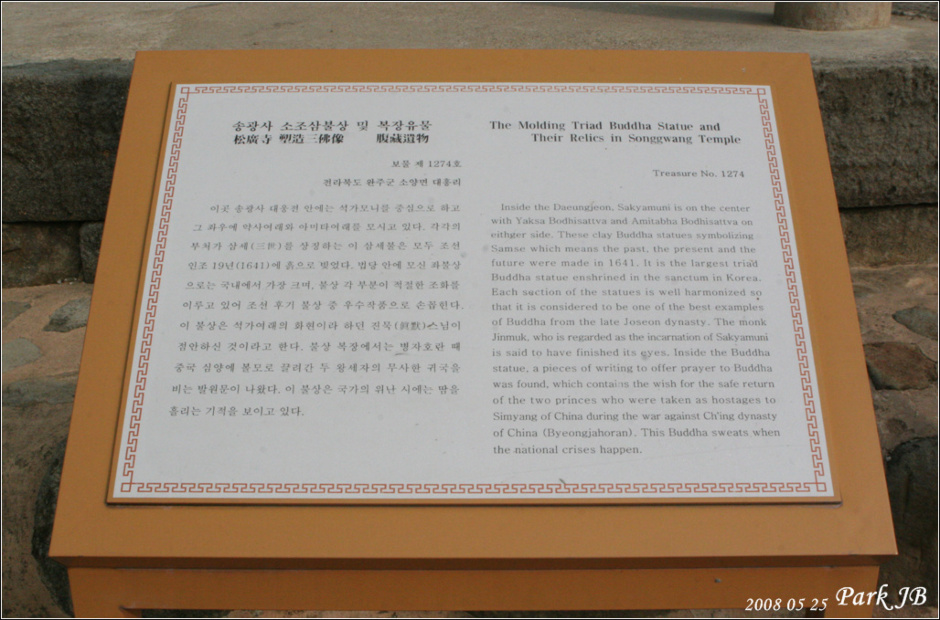 송광사 소조삼불상 및 복장유물
松廣寺 塑造三佛像 腹藏遺物
보물 제 1274호
전라북도 완주군 소양면 대흥리
이곳 송광사 대웅전 안에는 석가모니를 중심으로 하고
그 좌우에 약사여래와 아미타여래를 모시고 있다. 각각의
부처가 삼세(三世)를 상징하는 이 삼세불은 모두 조선
인조 19년(1641)에 흙으로 빚었다. 법당 안에 모신 좌불상
으로는 국내에서 가장 크며, 불상 각 부분이 적절한 조화를
이루고 있어 조선 후기 불상 중 우수작품으로 손꼽힌다.
이 불상은 석가여래의 화현이라 하던 진묵(眞默)스님이
점안하신 것이라고 한다. 불상 복장에서는 병자호란 때
중국 심양에 볼모로 끌려간 두 왕세자의 무사한 귀국을
비는 발원문이 나왔다. 이 불상은 국가의 위난 시에는 땀을
흘리는 기적을 보이고 있다.
The Molding Triad Buddha Statue and
Their Relics in Songgwang Temple
Treasure No. 1274
Inside the Daeungjeon, Sakyamuni is on the center
with Yaksa Bodhisattva and Amitabha Bodhisattva on
eithger side. These clay Buddha statues symbolizing
Samse which means the past, the present and the
future were made in 1641. It is the largest triad
Buddha statue enshrined in the sanctum in Korea.
Each section of the statues is well harmonized so
that it is considered to be one of the best examples
of Buddha from the late Joseon dynasty. The monk
Jinmuk, who is regarded as the incarnation of Sakyamuni
is said to have finished its eyes. Inside the Buddha
statue, a pieces of writing to offer prayer to Buddha
was found, which contains the wish for the safe return
of the two princes who were taken as hostages to
Simyang of China during the war against Ch'ing dynasty
of China (Byeongjahoran). This Buddha sweats when
the national crises happen.
2008 05 25 Park JB